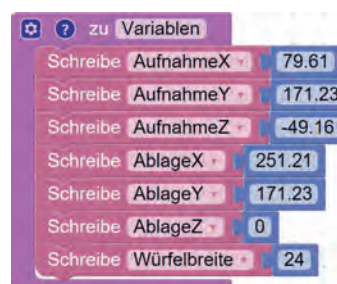 ? zu Variablen
Schreibe AufnahmeX 79.61
Schreibe AufnahmeY 171.23
Schreibe AufnahmeZ -49.16
Schreibe AblageX 251.21
Schreibe AblageY 171.23
Schreibe AblageZ 0
Schreibe Würfelbreite 24